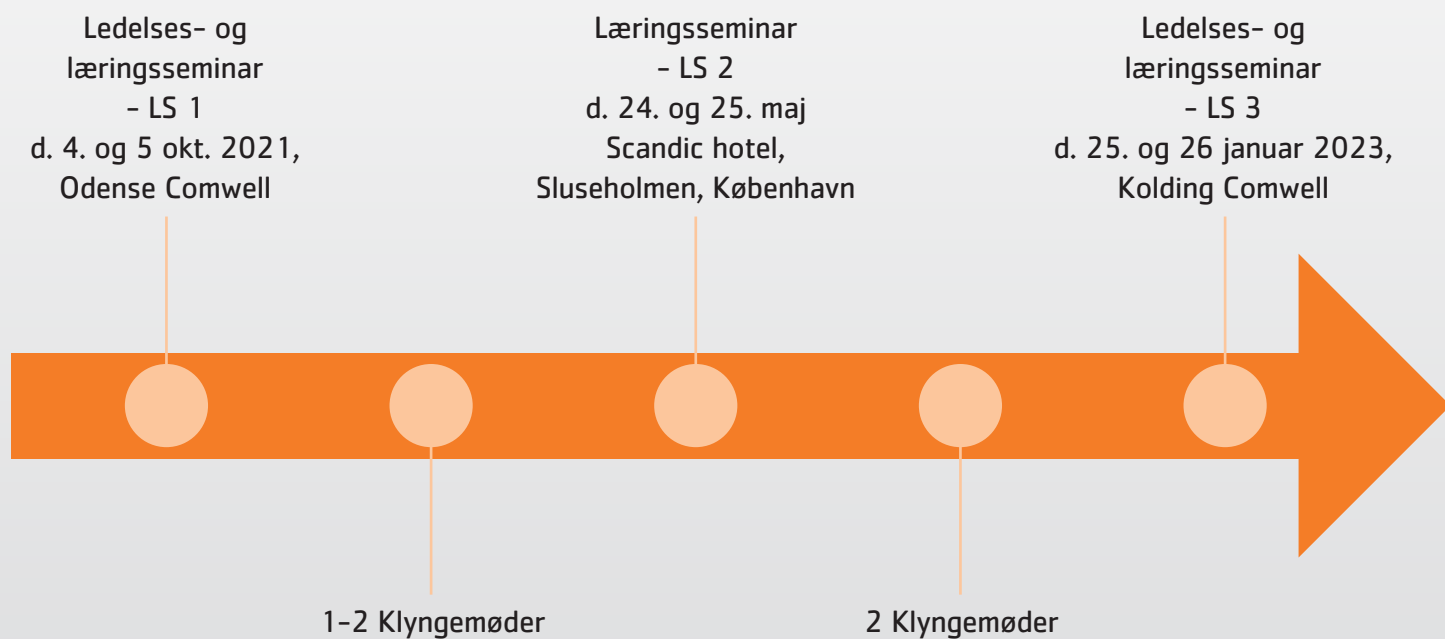 Ledelses- og
læringsseminar
- LS 1
d. 4. og 5 okt. 2021,
Odense Comwell
Læringsseminar
- LS 2
d. 24. og 25. maj
Scandic hotel,
Sluseholmen, København
Ledelses- og
læringsseminar
- LS 3
d. 25. og 26 januar 2023,
Kolding Comwell
1-2 Klyngemøder
2 Klyngemøder